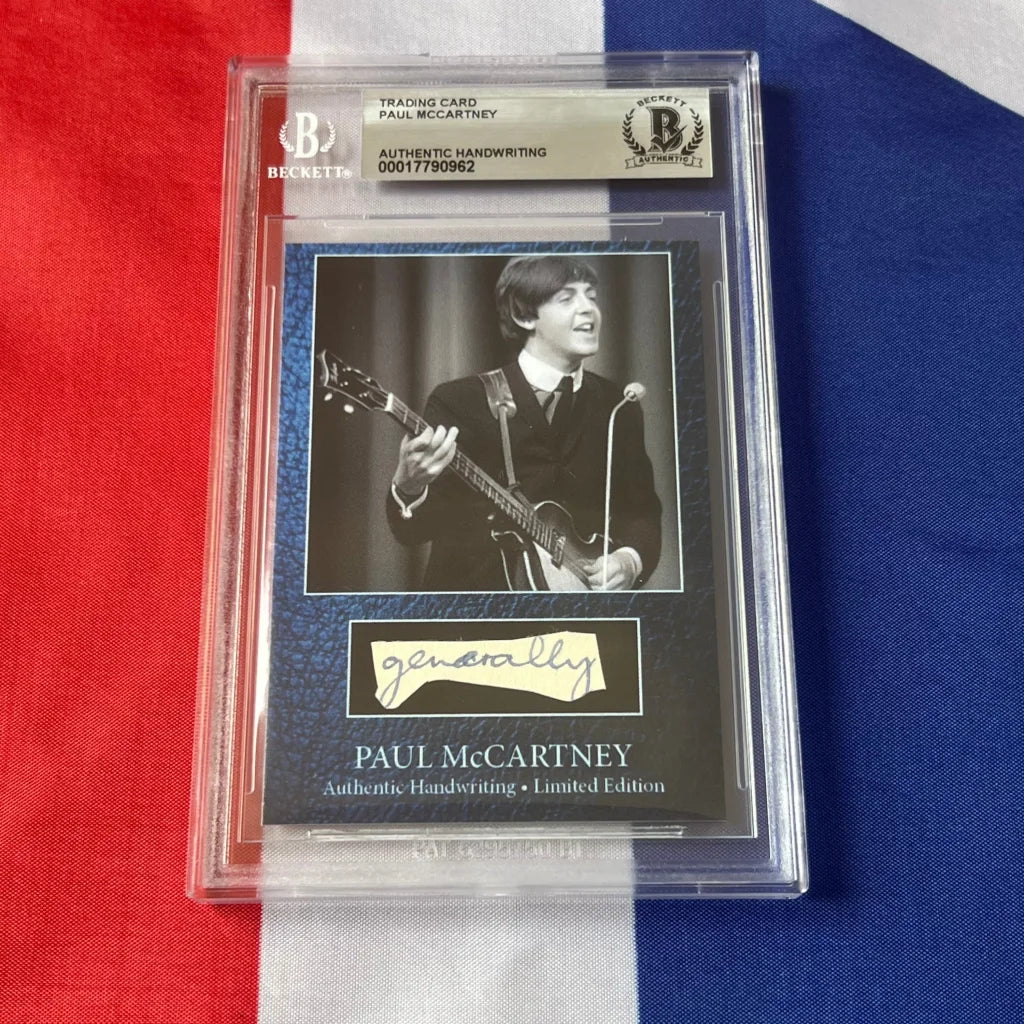 TRADING CARD
PAUL MCCARTNEY
AUTHENTIC HANDWRITING
00017790962
B
BECKETT®
BECKETT
B
AUTHENTIC
generally
PAUL McCARTNEY
Authentic Handwriting • Limited Edition